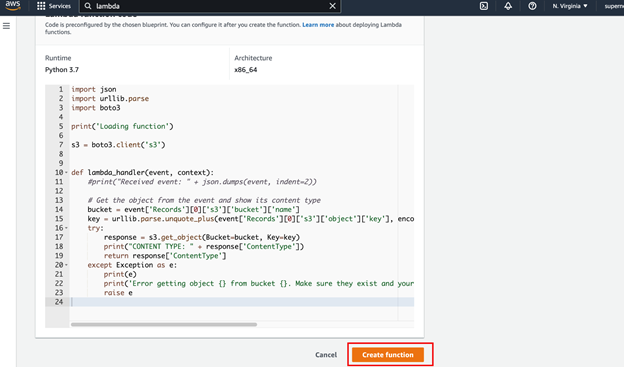 aws
Services
lambda
N. Virginia
Code is preconfigured by the chosen blueprint. You can configure it after you create the function. Learn more about deploying Lambda
functions.
Runtime
Python 3.7
Architecture
x86_64
1 import json
2 import urllib.parse
3 import boto3
4
5 print('Loading function')
6
7 s3 = boto3.client('s3')
8
9
10 def lambda_handler(event, context):
11 #print("Received event: " + json.dumps(event, indent=2))
12
13 # Get the object from the event and show its content type
14 bucket = event['Records'][0]['s3']['bucket']['name']
15 key = urllib.parse.unquote_plus(event['Records'][0]['s3']['object']['key'], enco
16 try:
17 response = s3.get_object(Bucket=bucket, Key=key)
18 print("CONTENT TYPE: " + response['ContentType'])
19 return response['ContentType']
20 except Exception as e:
21 print(e)
22 print('Error getting object {} from bucket {}. Make sure they exist and your
23 raise e
24
Cancel
Create function